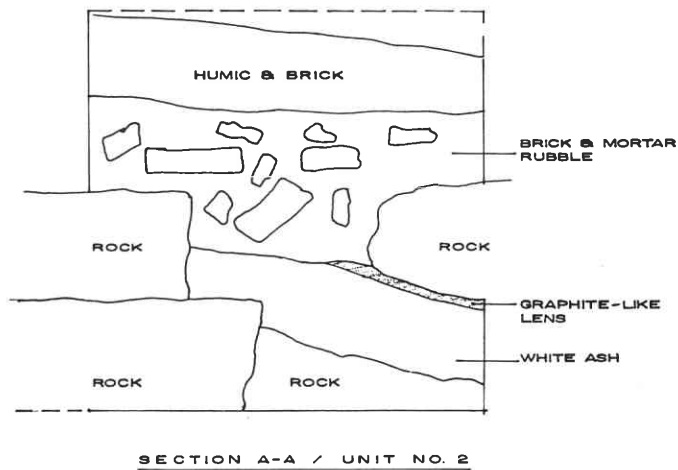 HUMIC & BRICK
BRICK & MORTAR
RUBBLE
ROCK
ROCK
GRAPHITE-LIKE
LENS
WHITE ASH
ROCK
ROCK
SECTION A-A / UNIT NO. 2